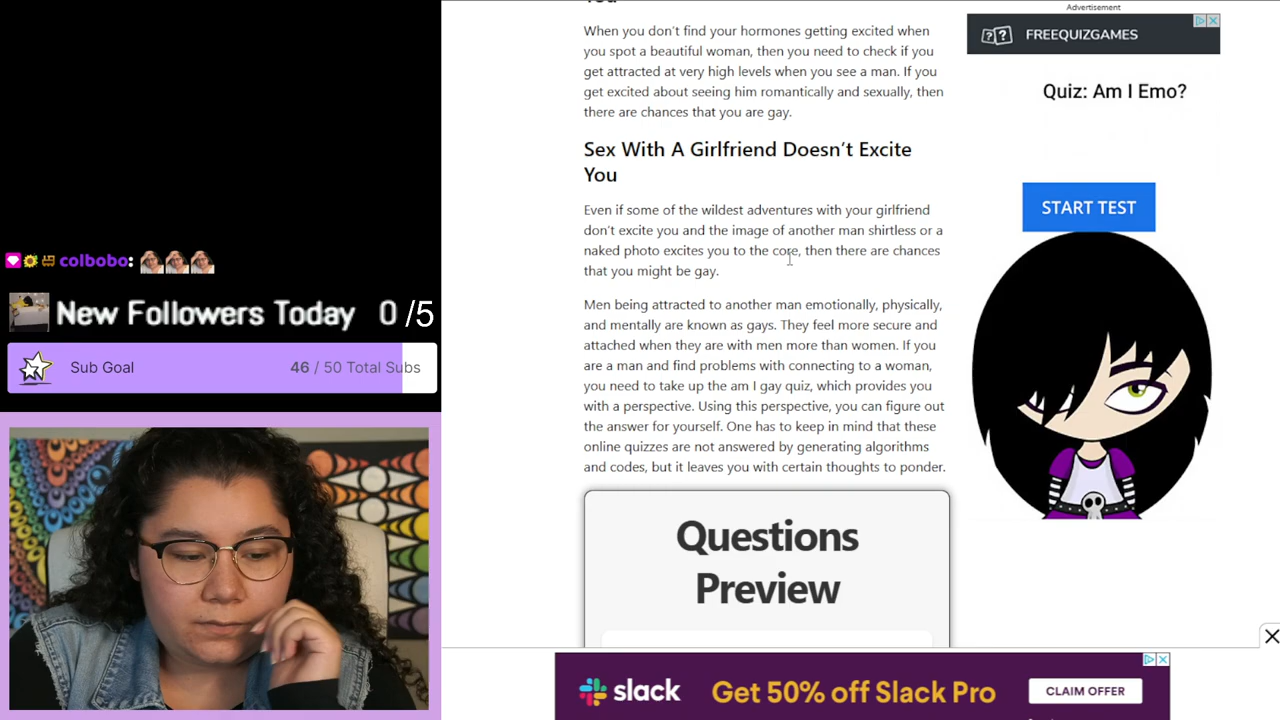 colbobo:
New Followers Today 0 /5
Sub Goal 46 / 50 Total Subs
When you don't find your hormones getting excited when
you spot a beautiful woman, then you need to check if you
get attracted at very high levels when you see a man. If you
get excited about seeing him romantically and sexually, then
there are chances that you are gay.
Sex With A Girlfriend Doesn't Excite
You
Even if some of the wildest adventures with your girlfriend
don't excite you and the image of another man shirtless or a
naked photo excites you to the core, then there are chances
that you might be gay.
Men being attracted to another man emotionally, physically,
and mentally are known as gays. They feel more secure and
attached when they are with men more than women. If you
are a man and find problems with connecting to a woman,
you need to take up the am I gay quiz, which provides you
with a perspective. Using this perspective, you can figure out
the answer for yourself. One has to keep in mind that these
online quizzes are not answered by generating algorithms
and codes, but it leaves you with certain thoughts to ponder.
Questions
Preview
Advertisement
FREEQUIZGAMES
Quiz: Am I Emo?
START TEST
slack Get 50% off Slack Pro CLAIM OFFER